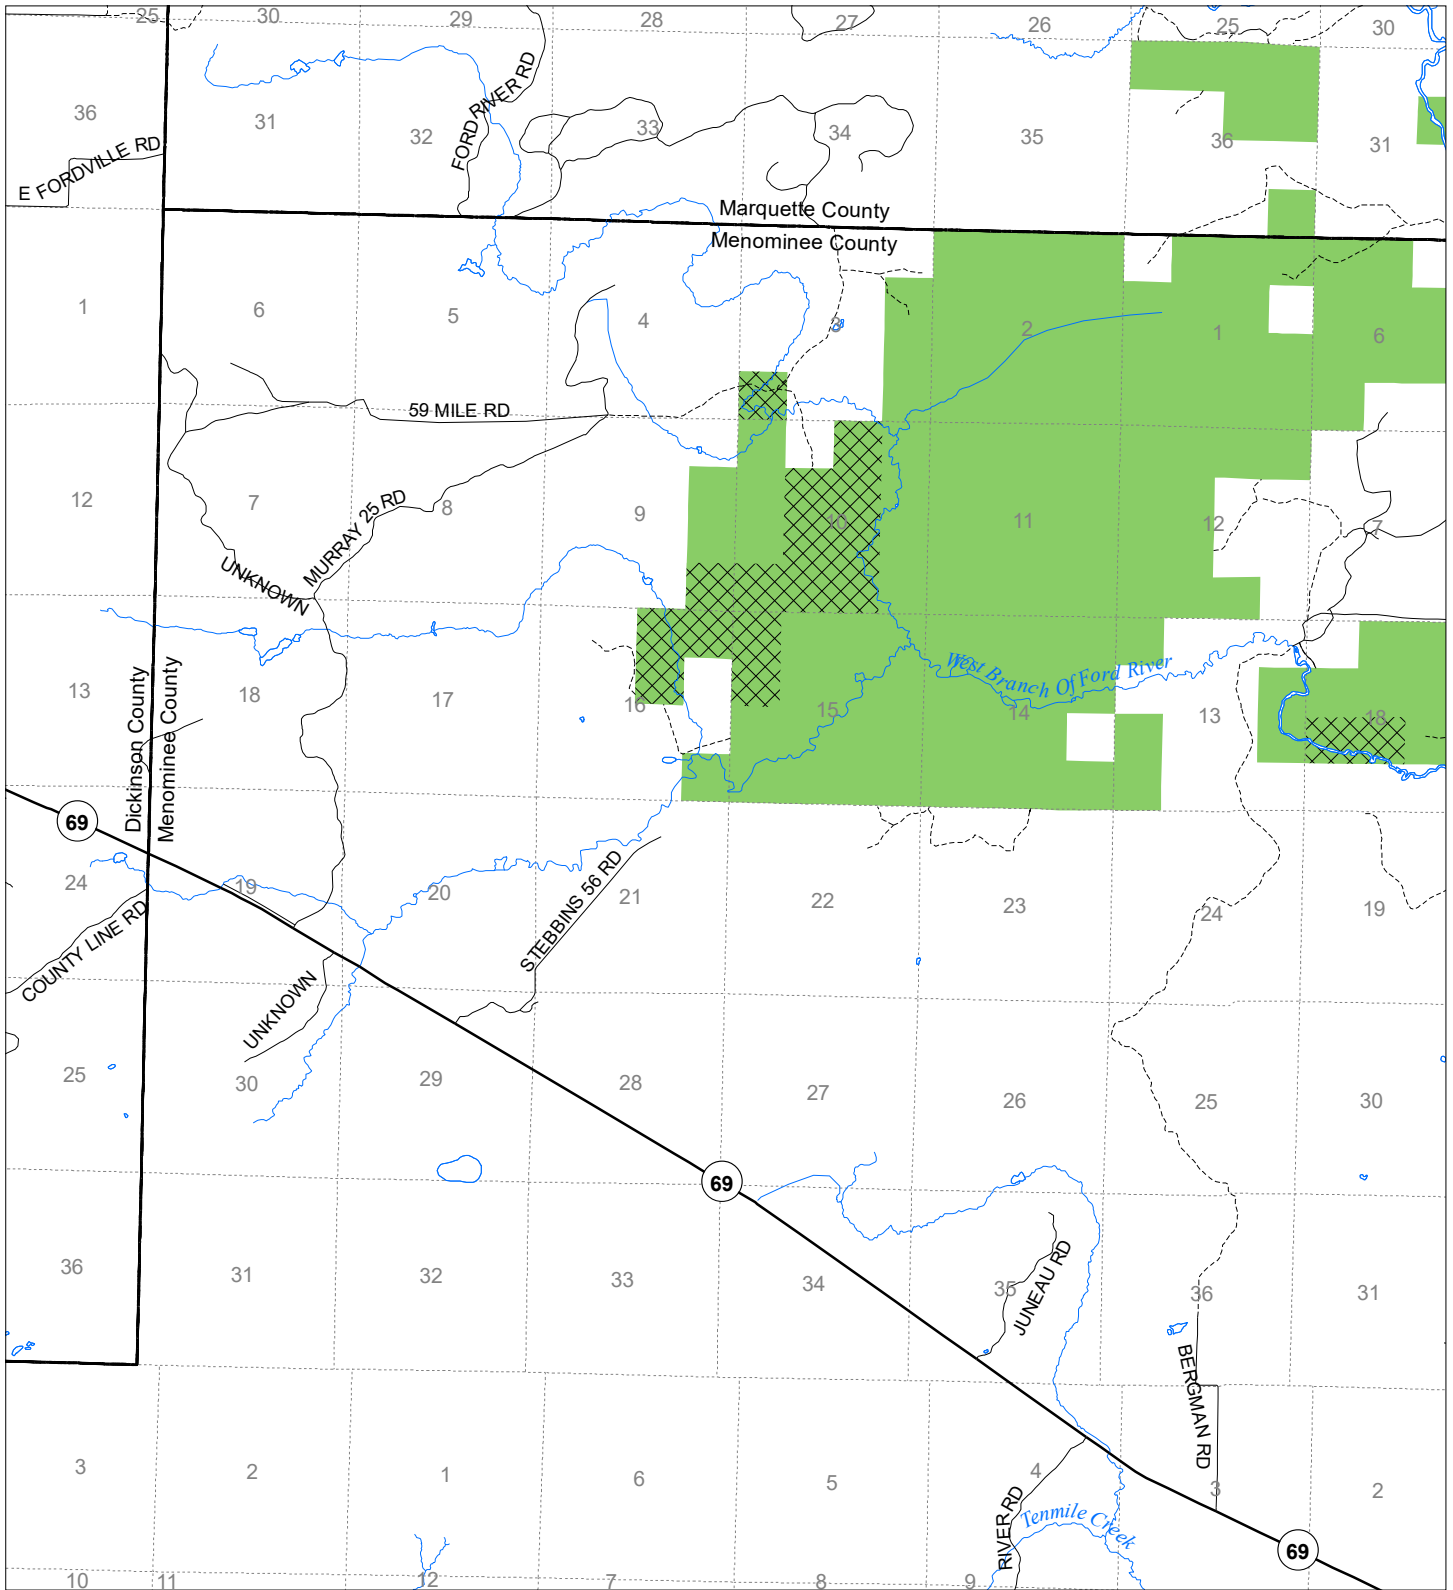 25 30 29 28 27 26 25 30
36 31 32 33 34 35 36 31
FORD RIVER RD
E FORDVILLE RD
Marquette County
Menominee County
1 6 5 4 3 2 1 6
59 MILE RD
12 7 8 9 10 11 12 7
MURRAY 25 RD
UNKNOWN
West Branch Of Ford River
13 18 17 16 15 14 13 18
Dickinson County
Menominee County
69
24 19 20 21 22 23 24 19
STEBBINS 56 RD
COUNTY LINE RD
UNKNOWN
25 30 29 28 27 26 25 30
69
36 31 32 33 34 35 36 31
JUNEAU RD
BERGMAN RD
3 2 1 6 5 4 3 2
RIVER RD
Tenmile Creek
69
10 11 12 7 8 9